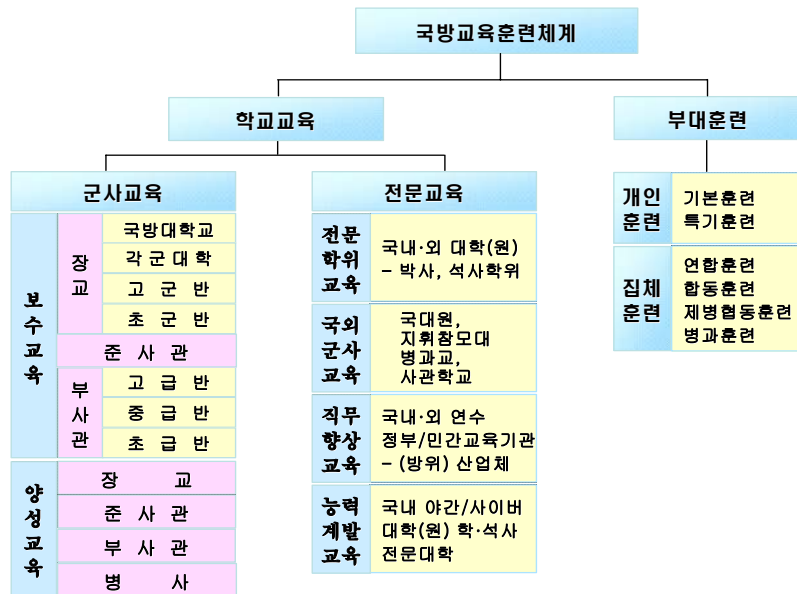 국방교육훈련체계
학교교육
부대훈련
군사교육
보수교육
장교
국방대학교
각군대학
고군반
초군반
준사관
부사관
고급반
중급반
초급반
양성교육
장교
준사관
부사관
병사
전문교육
전문
학위
교육
국내·외 대학(원)
– 박사, 석사학위
국외
군사
교육
국대원,
지휘참모대
병과교,
사관학교
직무
향상
교육
국내·외 연수
정부/민간교육기관
– (방위) 산업체
능력
계발
교육
국내 야간/사이버
대학(원) 학·석사
전문대학
개인
훈련
기본훈련
특기훈련
집체
훈련
연합훈련
합동훈련
제병협동훈련
병과훈련